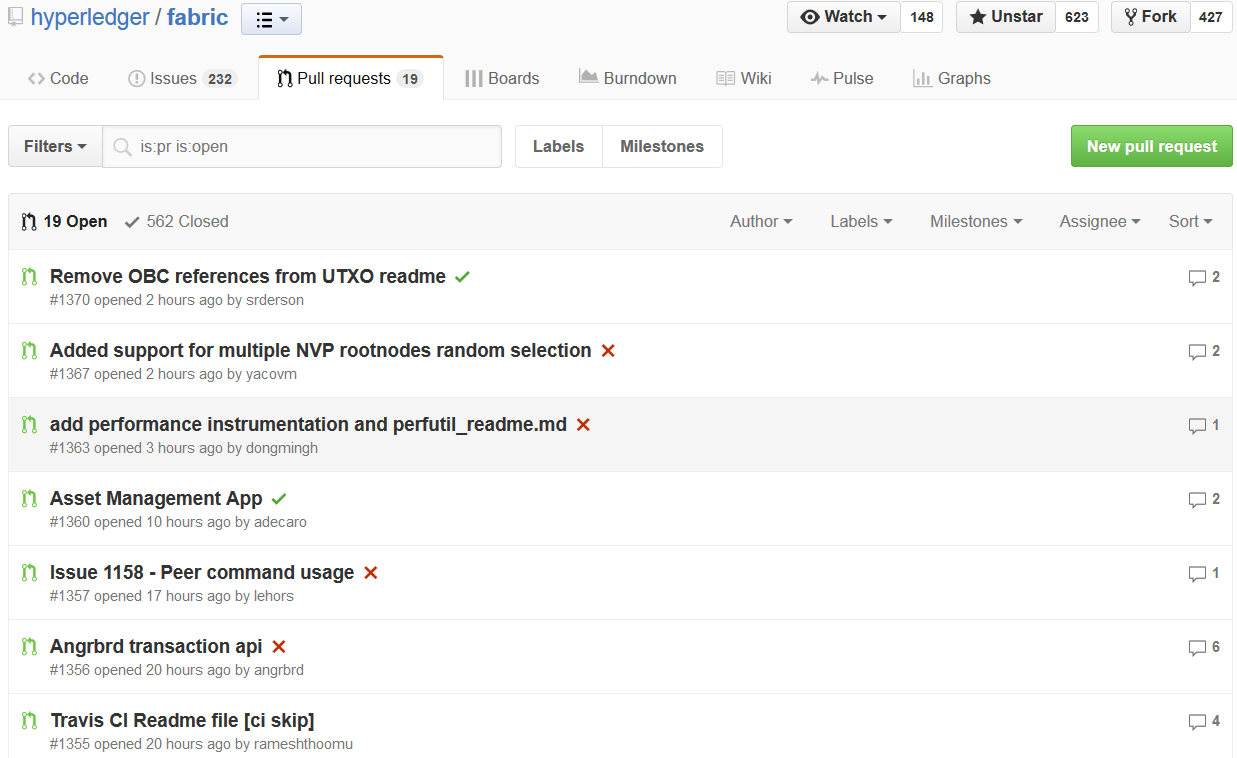 hyperledger / fabric
Watch 148 Unstar 623 Fork 427
Code Issues 232 Pull requests 19 Boards Burndown Wiki Pulse Graphs
Filters is:pr is:open Labels Milestones New pull request
19 Open 562 Closed Author Labels Milestones Assignee Sort
Remove OBC references from UTXO readme 2
#1370 opened 2 hours ago by srderson
Added support for multiple NVP rootnodes random selection 2
#1367 opened 2 hours ago by yacovm
add performance instrumentation and perfutil_readme.md 1
#1363 opened 3 hours ago by dongmingh
Asset Management App 2
#1360 opened 10 hours ago by adecaro
Issue 1158 - Peer command usage 1
#1357 opened 17 hours ago by lehors
Angrbrd transaction api 6
#1356 opened 20 hours ago by angrbrd
Travis CI Readme file [ci skip] 4
#1355 opened 20 hours ago by rameshthoomu